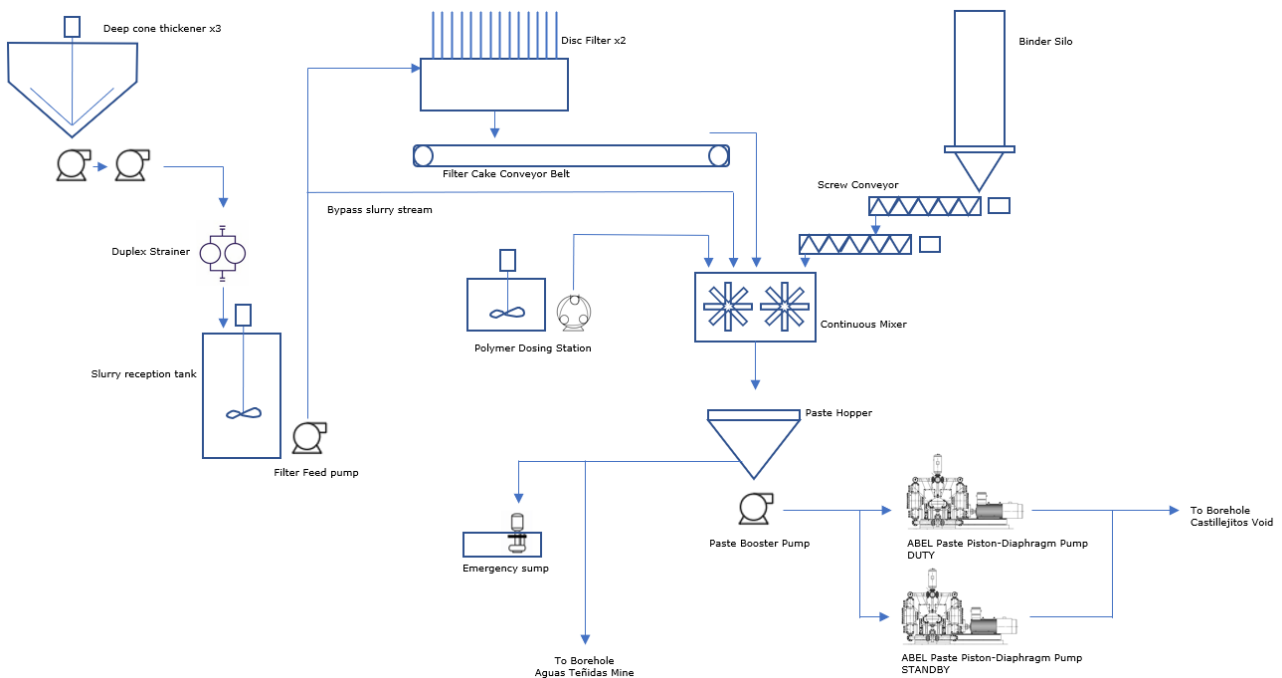 Deep cone thickener x3
Disc Filter x2
Binder Silo
Filter Cake Conveyor Belt
Screw Conveyor
Bypass slurry stream
Duplex Strainer
Continuous Mixer
Polymer Dosing Station
Slurry reception tank
Paste Hopper
Filter Feed pump
To Borehole
Castillejitos Void
Paste Booster Pump
ABEL Paste Piston-Diaphragm Pump
DUTY
Emergency sump
To Borehole
Aguas Teñidas Mine
ABEL Paste Piston-Diaphragm Pump
STANDBY